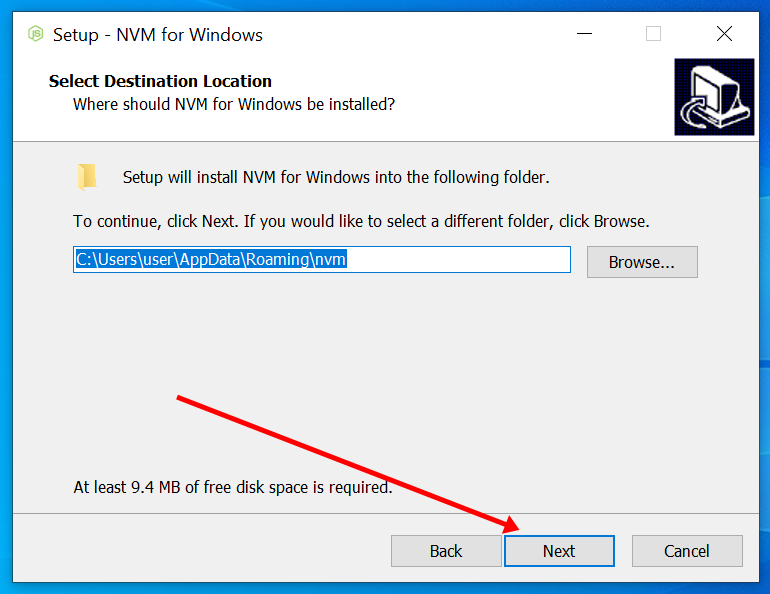 Setup - NVM for Windows
Select Destination Location
Where should NVM for Windows be installed?
Setup will install NVM for Windows into the following folder.
To continue, click Next. If you would like to select a different folder, click Browse.
C:\Users\user\AppData\Roaming\nvm
Browse...
At least 9.4 MB of free disk space is required.
Back
Next
Cancel